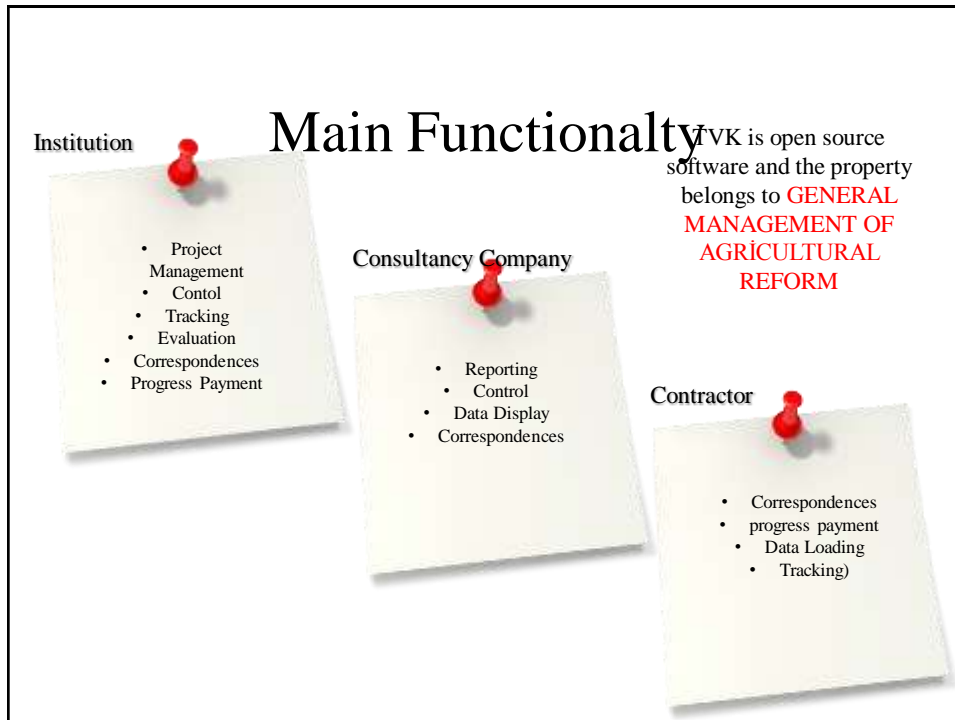 Main Functionalty
TVK is open source
software and the property
belongs to GENERAL
MANAGEMENT OF
AGRİCULTURAL
REFORM
Institution
• Project
Management
• Contol
• Tracking
• Evaluation
• Correspondences
• Progress Payment
Consultancy Company
• Reporting
• Control
• Data Display
• Correspondences
Contractor
• Correspondences
• progress payment
• Data Loading
• Tracking)